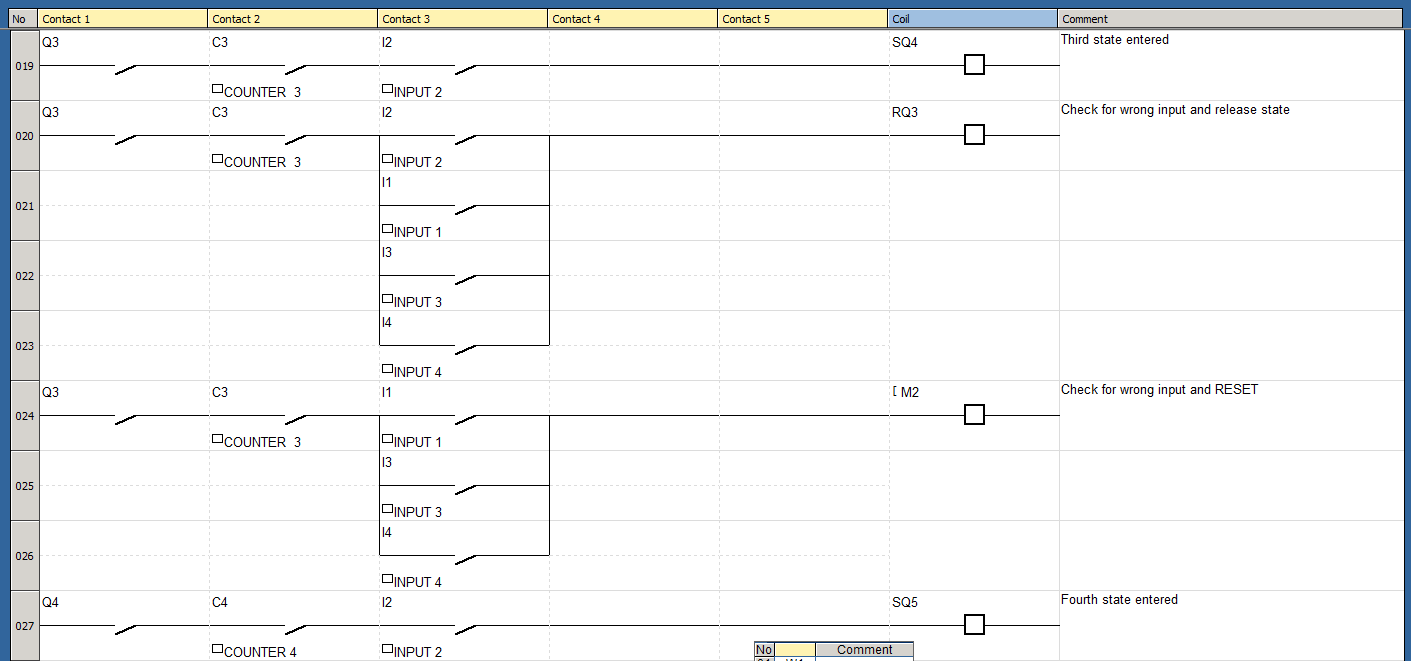 No Contact 1 Contact 2 Contact 3 Contact 4 Contact 5 Coil Comment
Q3 C3 I2 SQ4 Third state entered
019
COUNTER 3 INPUT 2
Q3 C3 I2 RQ3 Check for wrong input and release state
020
COUNTER 3 INPUT 2
I1
021
INPUT 1
I3
022
INPUT 3
I4
023
INPUT 4
Q3 C3 I1 [ M2 Check for wrong input and RESET
024
COUNTER 3 INPUT 1
I3
025
INPUT 3
I4
026
INPUT 4
Q4 C4 I2 SQ5 Fourth state entered
027
COUNTER 4 INPUT 2
No Comment